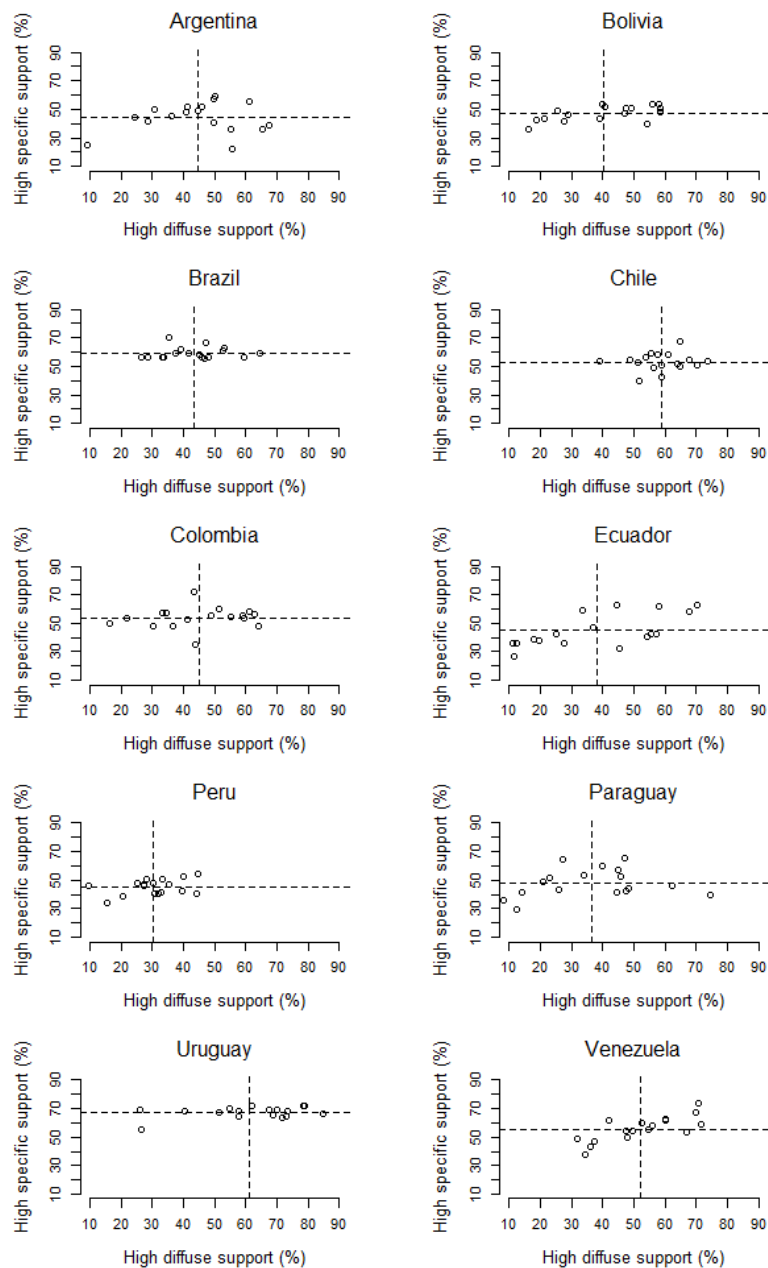 Argentina
High specific support (%)
90
70
50
30
10
10 20 30 40 50 60 70 80 90
High diffuse support (%)
Bolivia
High specific support (%)
90
70
50
30
10
10 20 30 40 50 60 70 80 90
High diffuse support (%)
Brazil
High specific support (%)
90
70
50
30
10
10 20 30 40 50 60 70 80 90
High diffuse support (%)
Chile
High specific support (%)
90
70
50
30
10
10 20 30 40 50 60 70 80 90
High diffuse support (%)
Colombia
High specific support (%)
90
70
50
30
10
10 20 30 40 50 60 70 80 90
High diffuse support (%)
Ecuador
High specific support (%)
90
70
50
30
10
10 20 30 40 50 60 70 80 90
High diffuse support (%)
Peru
High specific support (%)
90
70
50
30
10
10 20 30 40 50 60 70 80 90
High diffuse support (%)
Paraguay
High specific support (%)
90
70
50
30
10
10 20 30 40 50 60 70 80 90
High diffuse support (%)
Uruguay
High specific support (%)
90
70
50
30
10
10 20 30 40 50 60 70 80 90
High diffuse support (%)
Venezuela
High specific support (%)
90
70
50
30
10
10 20 30 40 50 60 70 80 90
High diffuse support (%)